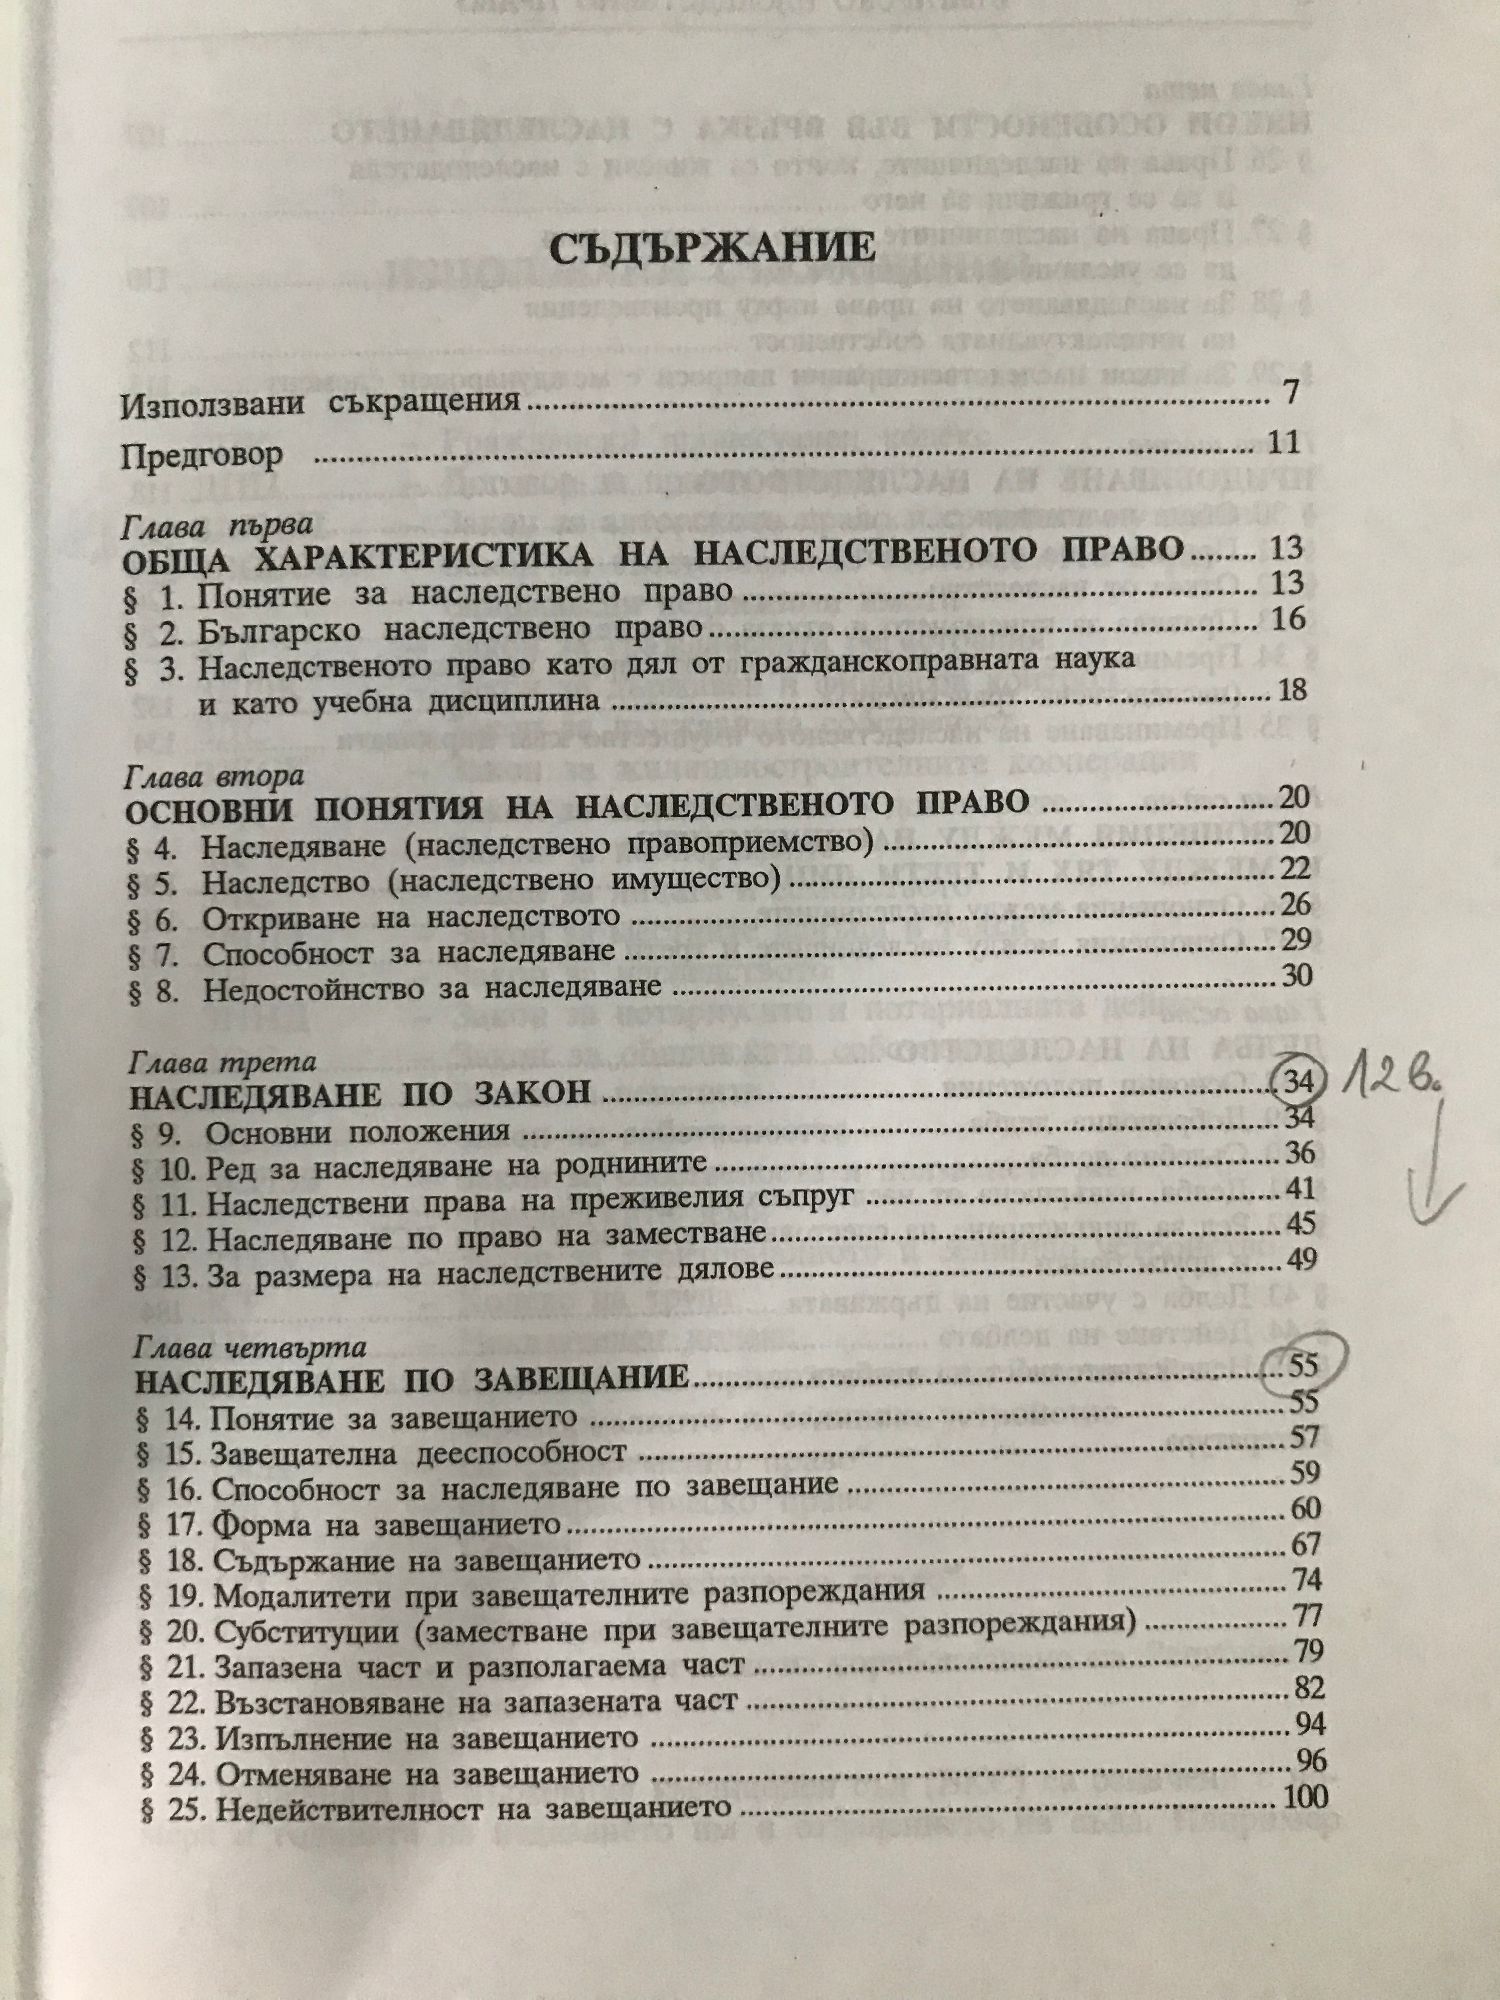 СЪДЪРЖАНИЕ
Използвани съкращения........ 7
Предговор ........ 11
Глава първа
ОБЩА ХАРАКТЕРИСТИКА НА НАСЛЕДСТВЕНОТО ПРАВО........ 13
§ 1. Понятие за наследствено право ........ 13
§ 2. Българско наследствено право........ 16
§ 3. Наследственото право като дял от гражданскоправната наука
и като учебна дисциплина ........ 18
Глава втора
ОСНОВНИ ПОНЯТИЯ НА НАСЛЕДСТВЕНОТО ПРАВО ........ 20
§ 4. Наследяване (наследствено правоприемство) ........ 20
§ 5. Наследство (наследствено имущество) ........ 22
§ 6. Откриване на наследството ........ 26
§ 7. Способност за наследяване ........ 29
§ 8. Недостойнство за наследяване ........ 30
Глава трета
НАСЛЕДЯВАНЕ ПО ЗАКОН ........ 34 12 в.
§ 9. Основни положения ........ 34
§ 10. Ред за наследяване на роднините ........ 36
§ 11. Наследствени права на преживелия съпруг ........ 41
§ 12. Наследяване по право на заместване........ 45
§ 13. За размера на наследствените дялове ........ 49
Глава четвърта
НАСЛЕДЯВАНЕ ПО ЗАВЕЩАНИЕ........ 55
§ 14. Понятие за завещанието ........ 55
§ 15. Завещателна дееспособност ........ 57
§ 16. Способност за наследяване по завещание ........ 59
§ 17. Форма на завещанието........ 60
§ 18. Съдържание на завещанието ........ 67
§ 19. Модалитети при завещателните разпореждания ........ 74
§ 20. Субституции (заместване при завещателните разпореждания) ........ 77
§ 21. Запазена част и разполагаема част ........ 79
§ 22. Възстановяване на запазената част ........ 82
§ 23. Изпълнение на завещанието ........ 94
§ 24. Отменяване на завещанието ........ 96
§ 25. Недействителност на завещанието ........ 100